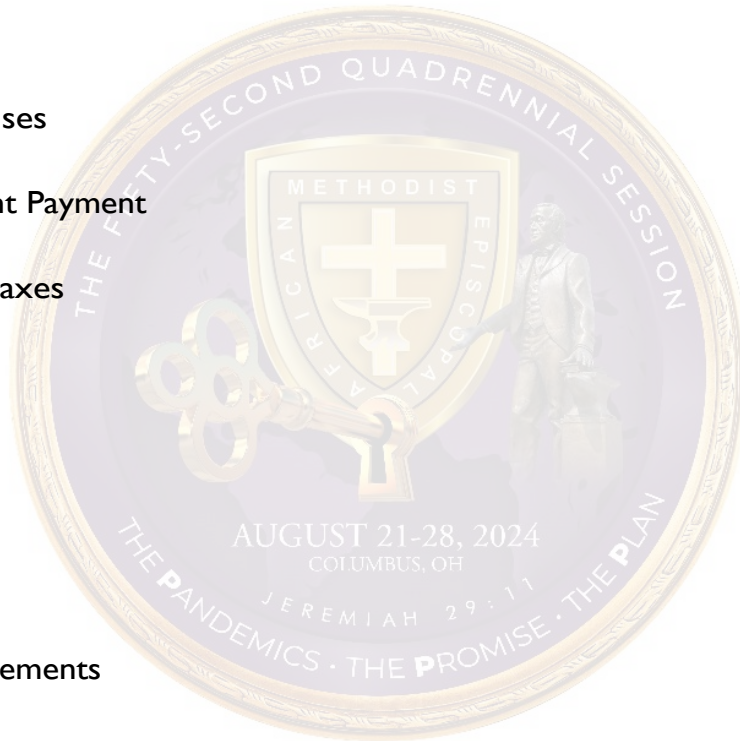 ses
nt Payment
axes
ements
THE FIFTY-SECOND QUADRENNIAL SESSION
AFRICAN METHODIST EPISCOPAL
AUGUST 21-28, 2024
COLUMBUS, OH
JEREMIAH 29:11
THE PANDEMICS · THE PROMISE · THE PLAN